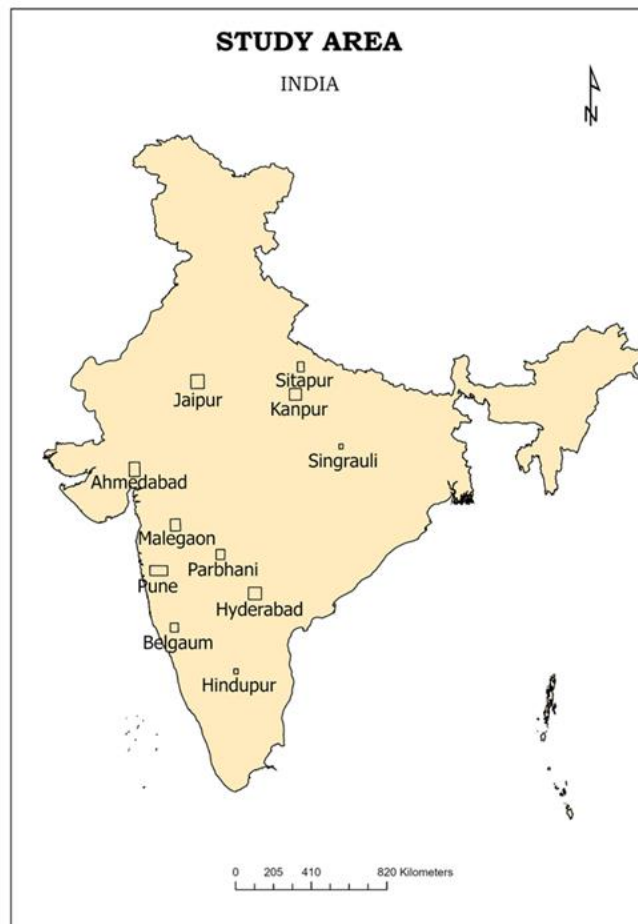 STUDY AREA
INDIA
N
Sitapur
Jaipur
Kanpur
Singrauli
Ahmedabad
Malegaon
Parbhani
Pune
Hyderabad
Belgaum
Hindupur
0 205 410 820 Kilometers